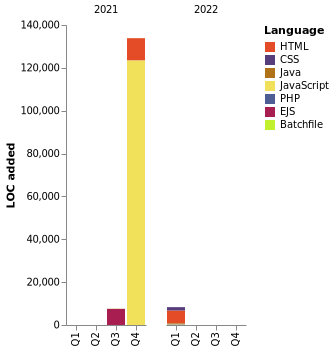 2021 2022
Language
HTML
CSS
Java
JavaScript
PHP
EJS
Batchfile
LOC added
140,000
120,000
100,000
80,000
60,000
40,000
20,000
0
Q1 Q2 Q3 Q4 Q1 Q2 Q3 Q4